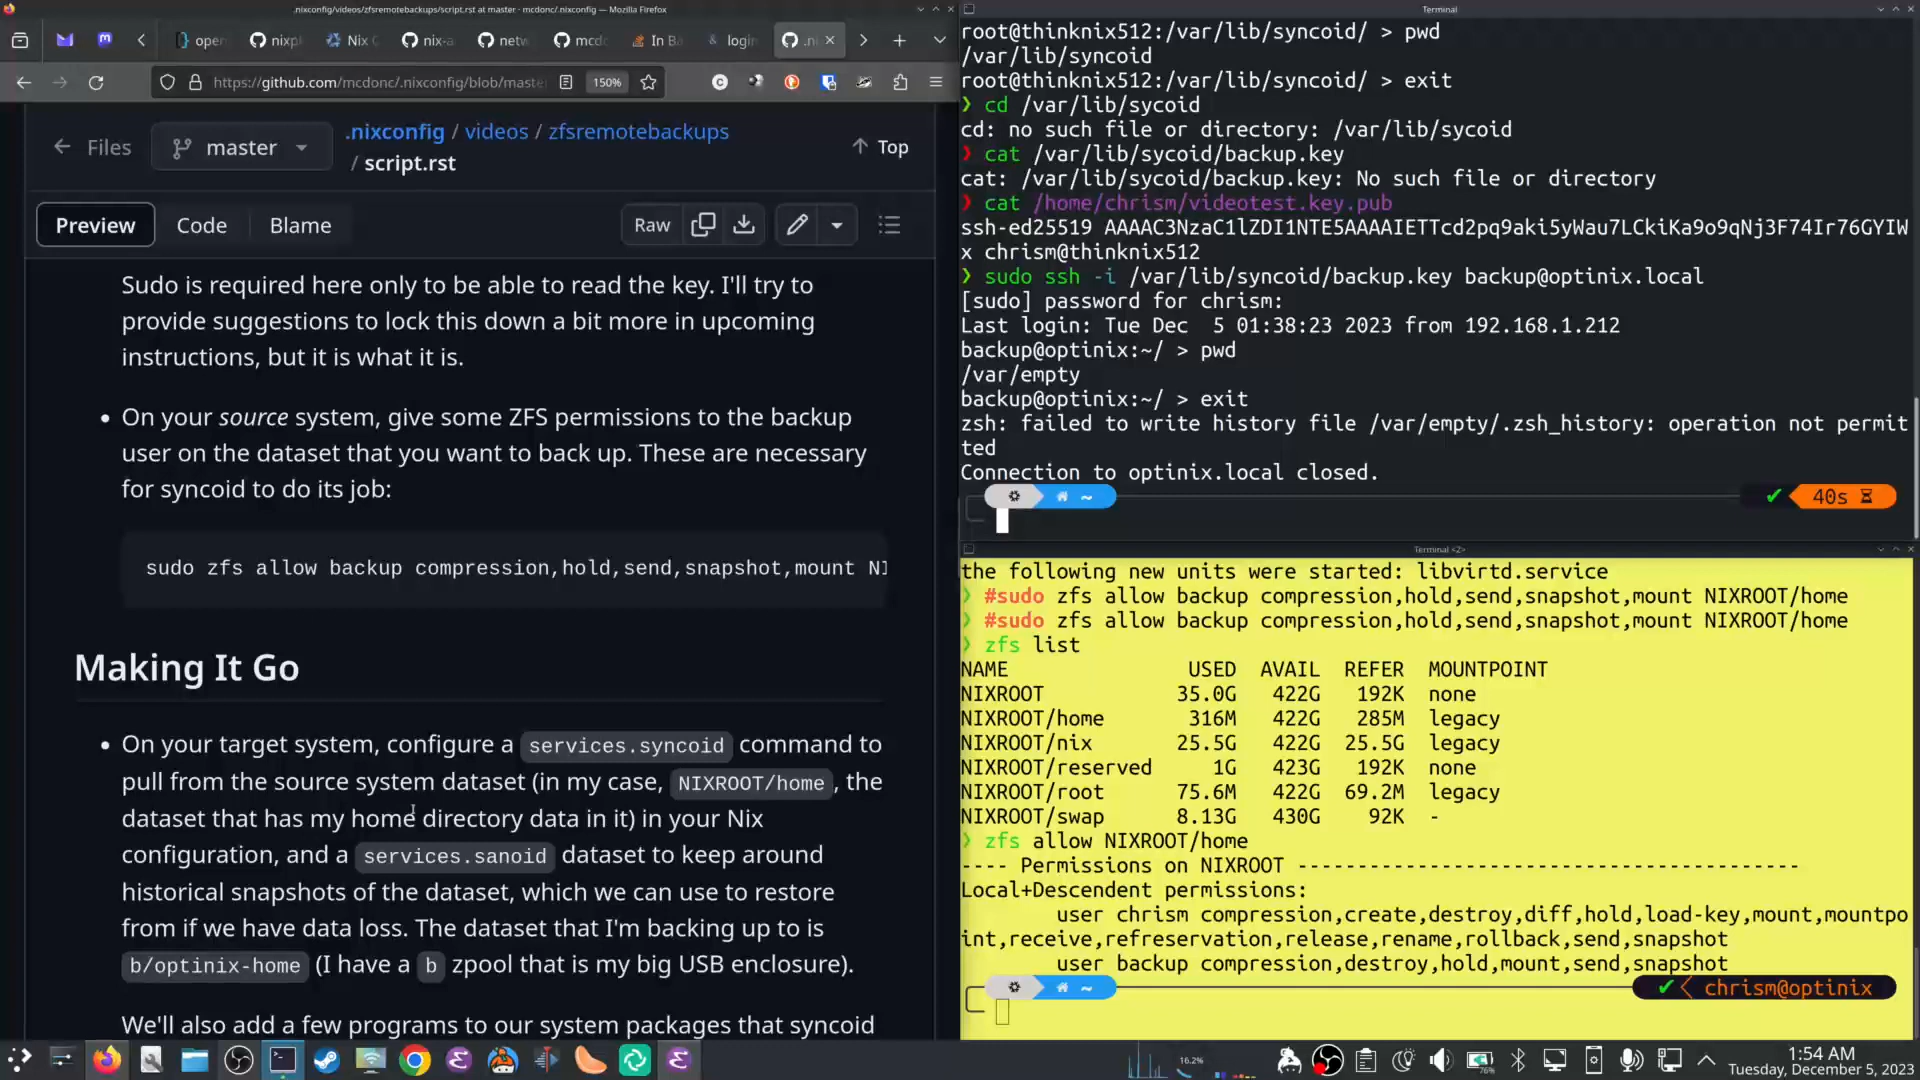 .nixconfig/videos/zfsremotebackups/script.rst at master · mcdonc/.nixconfig — Mozilla Firefox
open
nixpl
Nix
nix-a
netw
mcdo
In Ba
login
.n
https://github.com/mcdonc/.nixconfig/blob/maste
150%
Files
master
.nixconfig / videos / zfsremotebackups
/ script.rst
Top
Preview
Code
Blame
Raw
Sudo is required here only to be able to read the key. I'll try to
provide suggestions to lock this down a bit more in upcoming
instructions, but it is what it is.
• On your source system, give some ZFS permissions to the backup
user on the dataset that you want to back up. These are necessary
for syncoid to do its job:
sudo zfs allow backup compression,hold,send,snapshot,mount NI
Making It Go
• On your target system, configure a services.syncoid command to
pull from the source system dataset (in my case, NIXROOT/home , the
dataset that has my home directory data in it) in your Nix
configuration, and a services.sanoid dataset to keep around
historical snapshots of the dataset, which we can use to restore
from if we have data loss. The dataset that I'm backing up to is
b/optinix-home (I have a b zpool that is my big USB enclosure).
We'll also add a few programs to our system packages that syncoid
Terminal
root@thinknix512:/var/lib/syncoid/ > pwd
/var/lib/syncoid
root@thinknix512:/var/lib/syncoid/ > exit
❯ cd /var/lib/sycoid
cd: no such file or directory: /var/lib/sycoid
❯ cat /var/lib/sycoid/backup.key
cat: /var/lib/sycoid/backup.key: No such file or directory
❯ cat /home/chrism/videotest.key.pub
ssh-ed25519 AAAAC3NzaC1lZDI1NTE5AAAAIETTcd2pq9aki5yWau7LCkiKa9o9qNj3F74Ir76GYIW
x chrism@thinknix512
❯ sudo ssh -i /var/lib/syncoid/backup.key backup@optinix.local
[sudo] password for chrism:
Last login: Tue Dec  5 01:38:23 2023 from 192.168.1.212
backup@optinix:~/ > pwd
/var/empty
backup@optinix:~/ > exit
zsh: failed to write history file /var/empty/.zsh_history: operation not permit
ted
Connection to optinix.local closed.
~
✔ 40s
Terminal <2>
the following new units were started: libvirtd.service
❯ #sudo zfs allow backup compression,hold,send,snapshot,mount NIXROOT/home
❯ #sudo zfs allow backup compression,hold,send,snapshot,mount NIXROOT/home
❯ zfs list
NAME USED AVAIL REFER MOUNTPOINT
NIXROOT 35.0G 422G 192K none
NIXROOT/home 316M 422G 285M legacy
NIXROOT/nix 25.5G 422G 25.5G legacy
NIXROOT/reserved 1G 423G 192K none
NIXROOT/root 75.6M 422G 69.2M legacy
NIXROOT/swap 8.13G 430G 92K -
❯ zfs allow NIXROOT/home
---- Permissions on NIXROOT ------------------------------------------
Local+Descendent permissions:
user chrism compression,create,destroy,diff,hold,load-key,mount,mountpo
int,receive,refreservation,release,rename,rollback,send,snapshot
user backup compression,destroy,hold,mount,send,snapshot
~
✔ chrism@optinix
16.2%
76%
1:54 AM
Tuesday, December 5, 2023